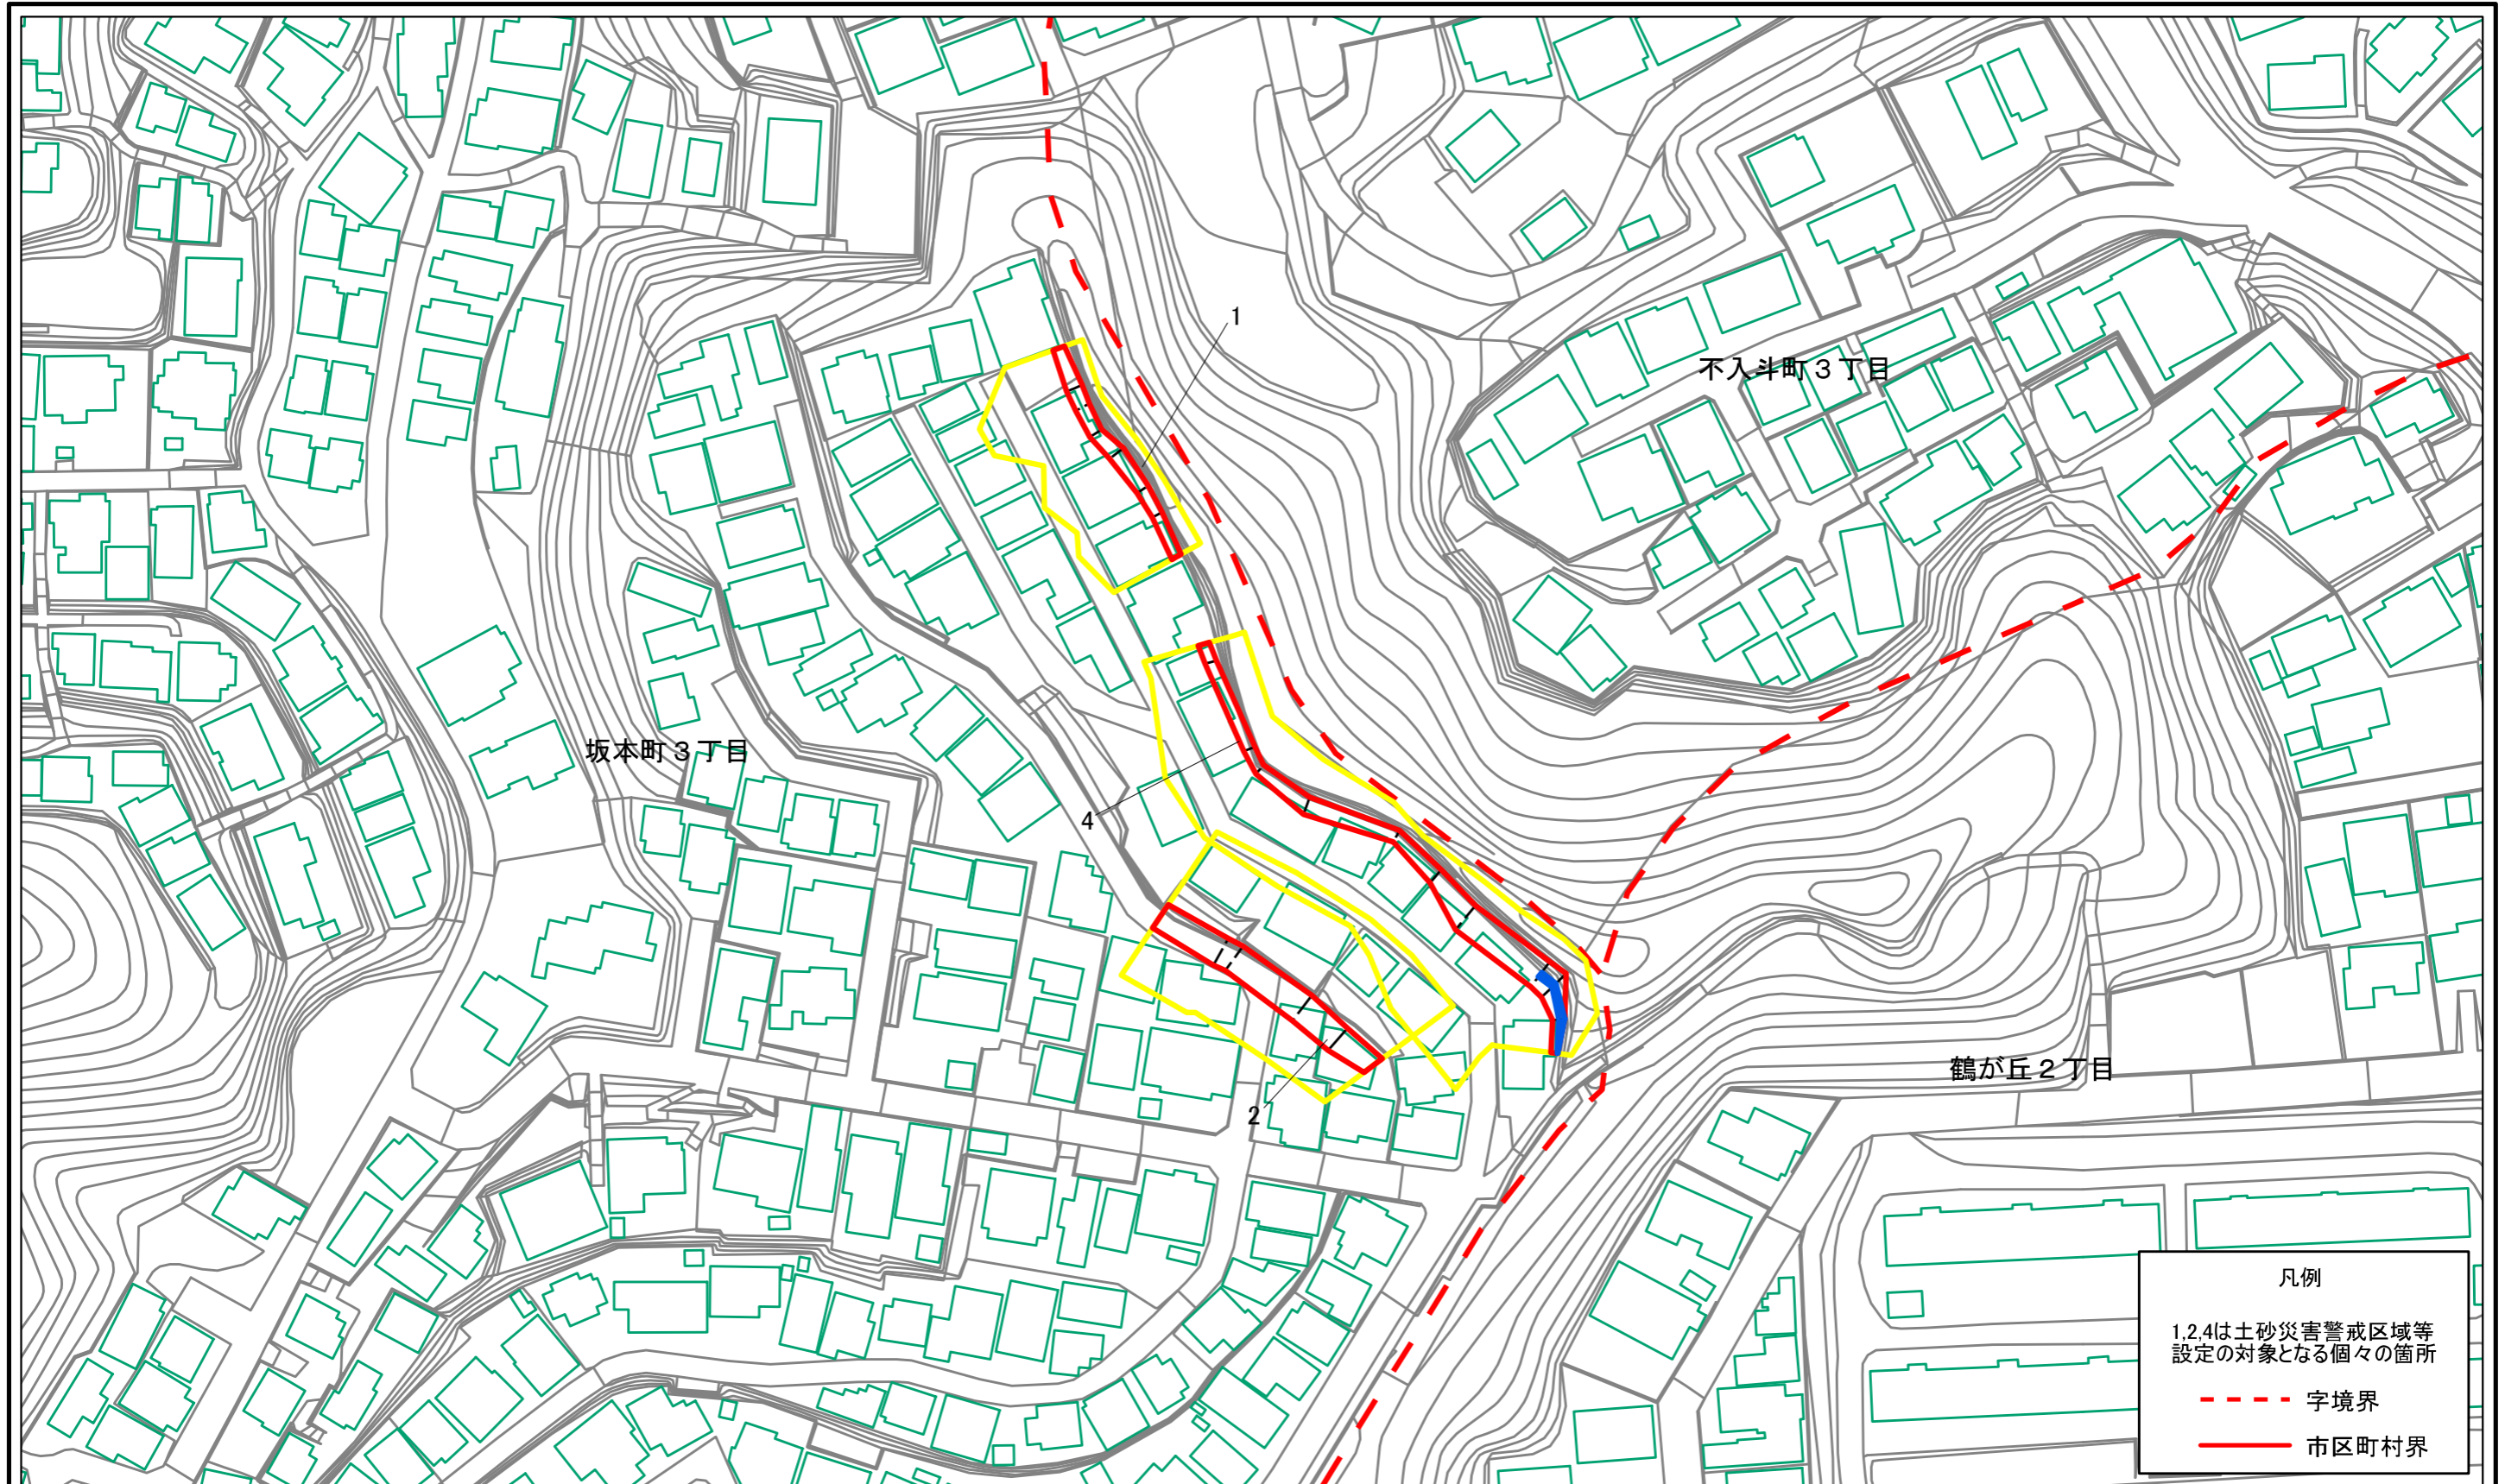 1
不入斗町３丁目
坂本町３丁目
4
鶴が丘２丁目
2
凡例
1,2,4は土砂災害警戒区域等
設定の対象となる個々の箇所
字境界
市区町村界